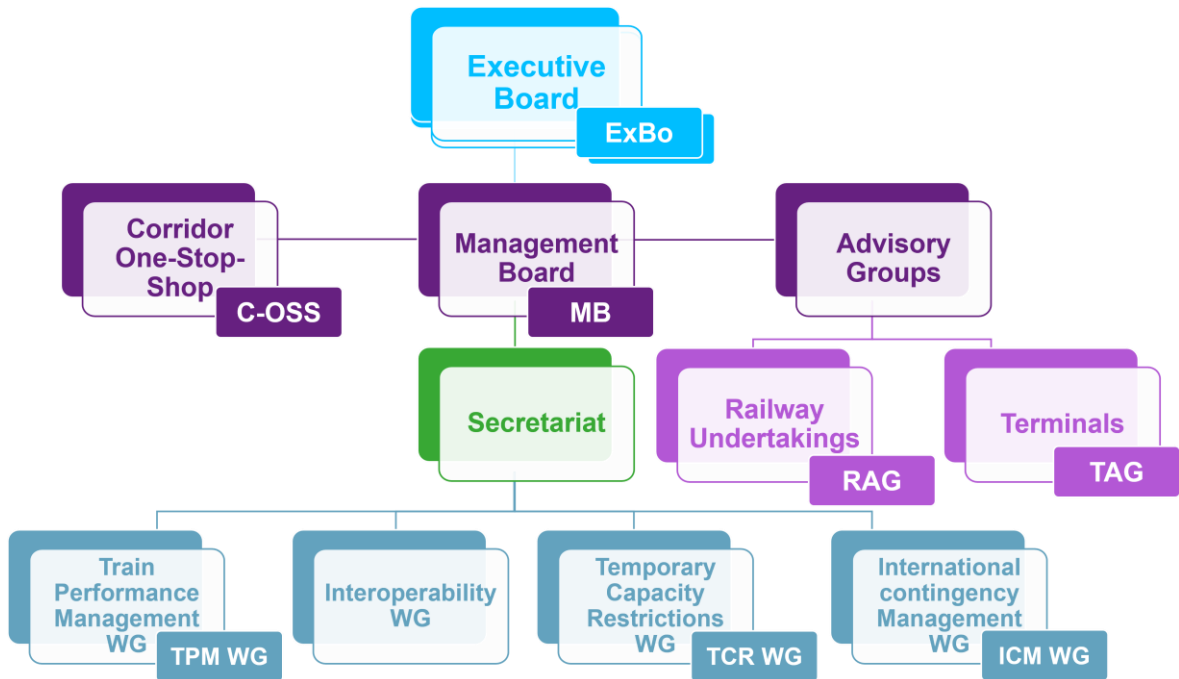 Executive
Board
ExBo
Corridor
One-Stop-
Shop
C-OSS
Management
Board
MB
Advisory
Groups
Secretariat
Railway
Undertakings
RAG
Terminals
TAG
Train
Performance
Management
WG
TPM WG
Interoperability
WG
Temporary
Capacity
Restrictions
WG
TCR WG
International
contingency
Management
WG
ICM WG